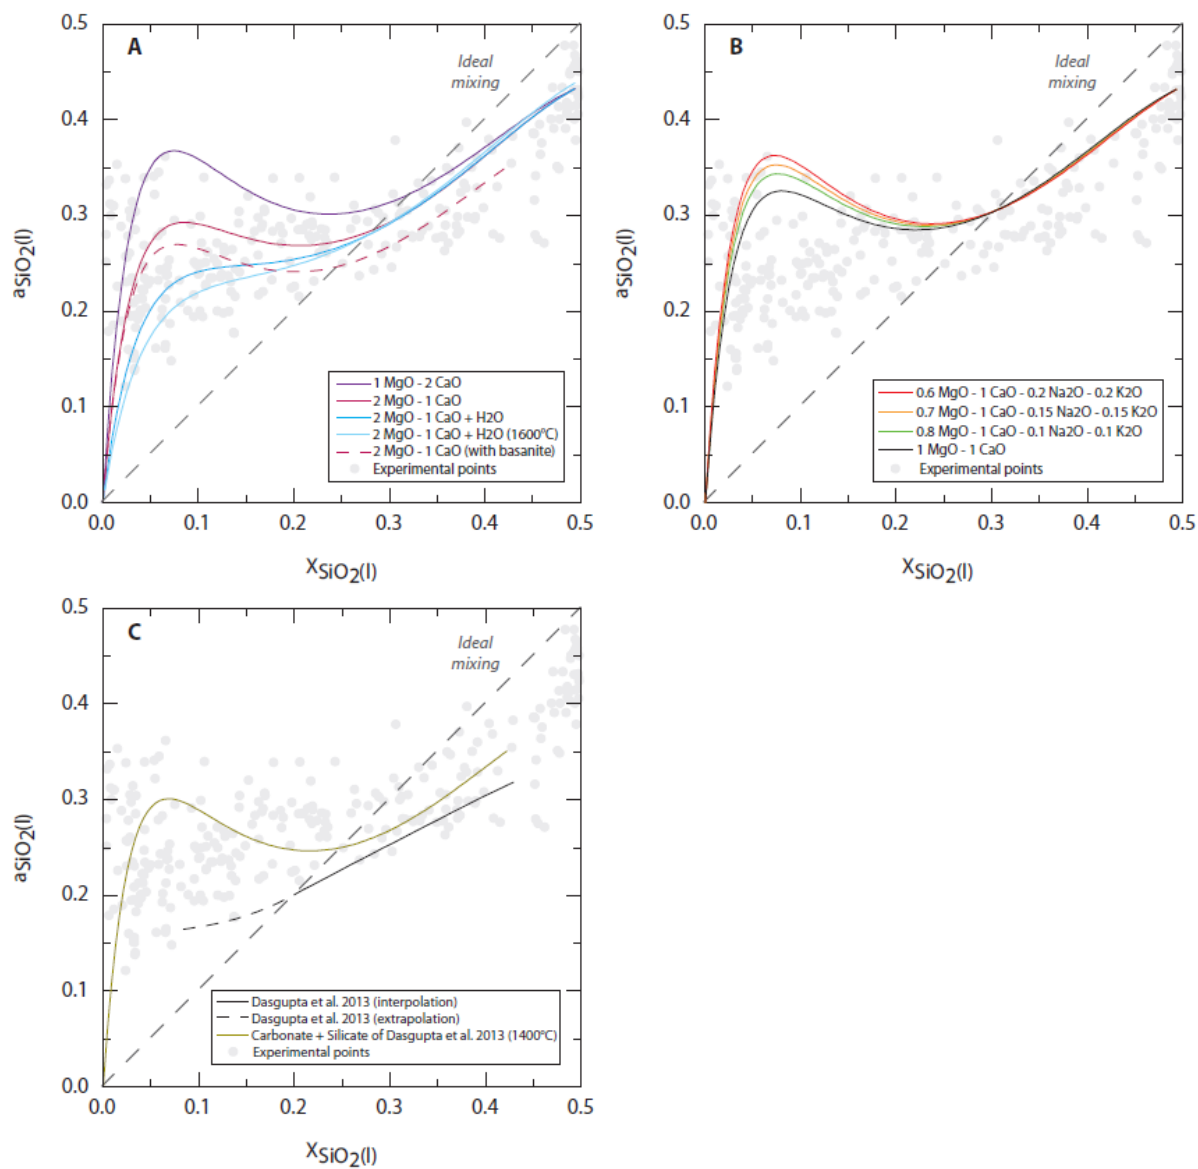 0.5
0.4
0.3
0.2
0.1
0.0
aSiO2(l)
A
Ideal
mixing
1 MgO - 2 CaO
2 MgO - 1 CaO
2 MgO - 1 CaO + H2O
2 MgO - 1 CaO + H2O (1600°C)
2 MgO - 1 CaO (with basanite)
Experimental points
0.0 0.1 0.2 0.3 0.4 0.5
XSiO2(l)
0.5
0.4
0.3
0.2
0.1
0.0
aSiO2(l)
B
Ideal
mixing
0.6 MgO - 1 CaO - 0.2 Na2O - 0.2 K2O
0.7 MgO - 1 CaO - 0.15 Na2O - 0.15 K2O
0.8 MgO - 1 CaO - 0.1 Na2O - 0.1 K2O
1 MgO - 1 CaO
Experimental points
0.0 0.1 0.2 0.3 0.4 0.5
XSiO2(l)
0.5
0.4
0.3
0.2
0.1
0.0
aSiO2(l)
C
Ideal
mixing
Dasgupta et al. 2013 (interpolation)
Dasgupta et al. 2013 (extrapolation)
Carbonate + Silicate of Dasgupta et al. 2013 (1400°C)
Experimental points
0.0 0.1 0.2 0.3 0.4 0.5
XSiO2(l)